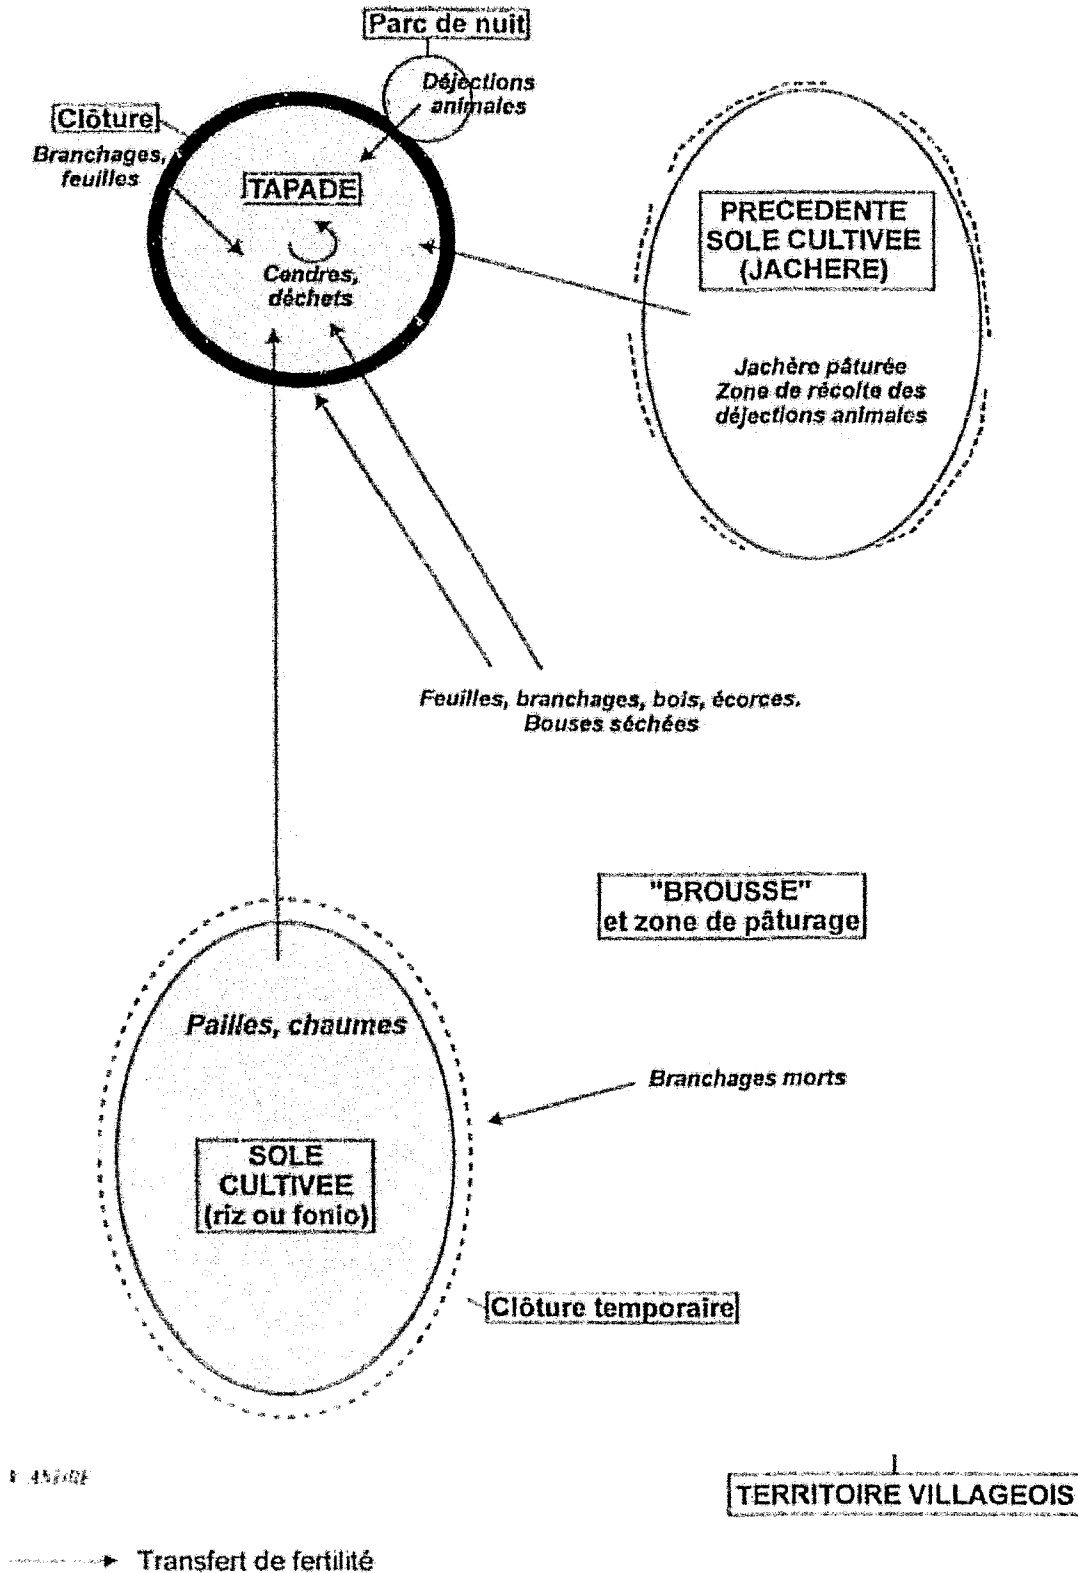 Parc de nuit
Déjections
animales
Clôture
Branchages,
feuilles
TAPADE
Cendres,
déchets
PRECEDENTE
SOLE CULTIVEE
(JACHERE)
Jachère pâturée
Zone de récolte des
déjections animales
Feuilles, branchages, bois, écorces.
Bouses séchées
"BROUSSE"
et zone de pâturage
Pailles, chaumes
Branchages morts
SOLE
CULTIVEE
(riz ou fonio)
Clôture temporaire
TERRITOIRE VILLAGEOIS
Transfert de fertilité